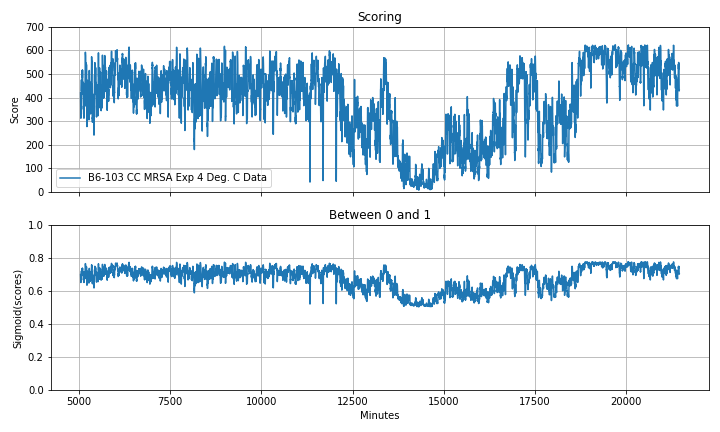 Scoring
700
600
500
400
300
200
100
0
Score
B6-103 CC MRSA Exp 4 Deg. C Data
Between 0 and 1
1.0
0.8
0.6
0.4
0.2
0.0
Sigmoid(scores)
5000 7500 10000 12500 15000 17500 20000
Minutes